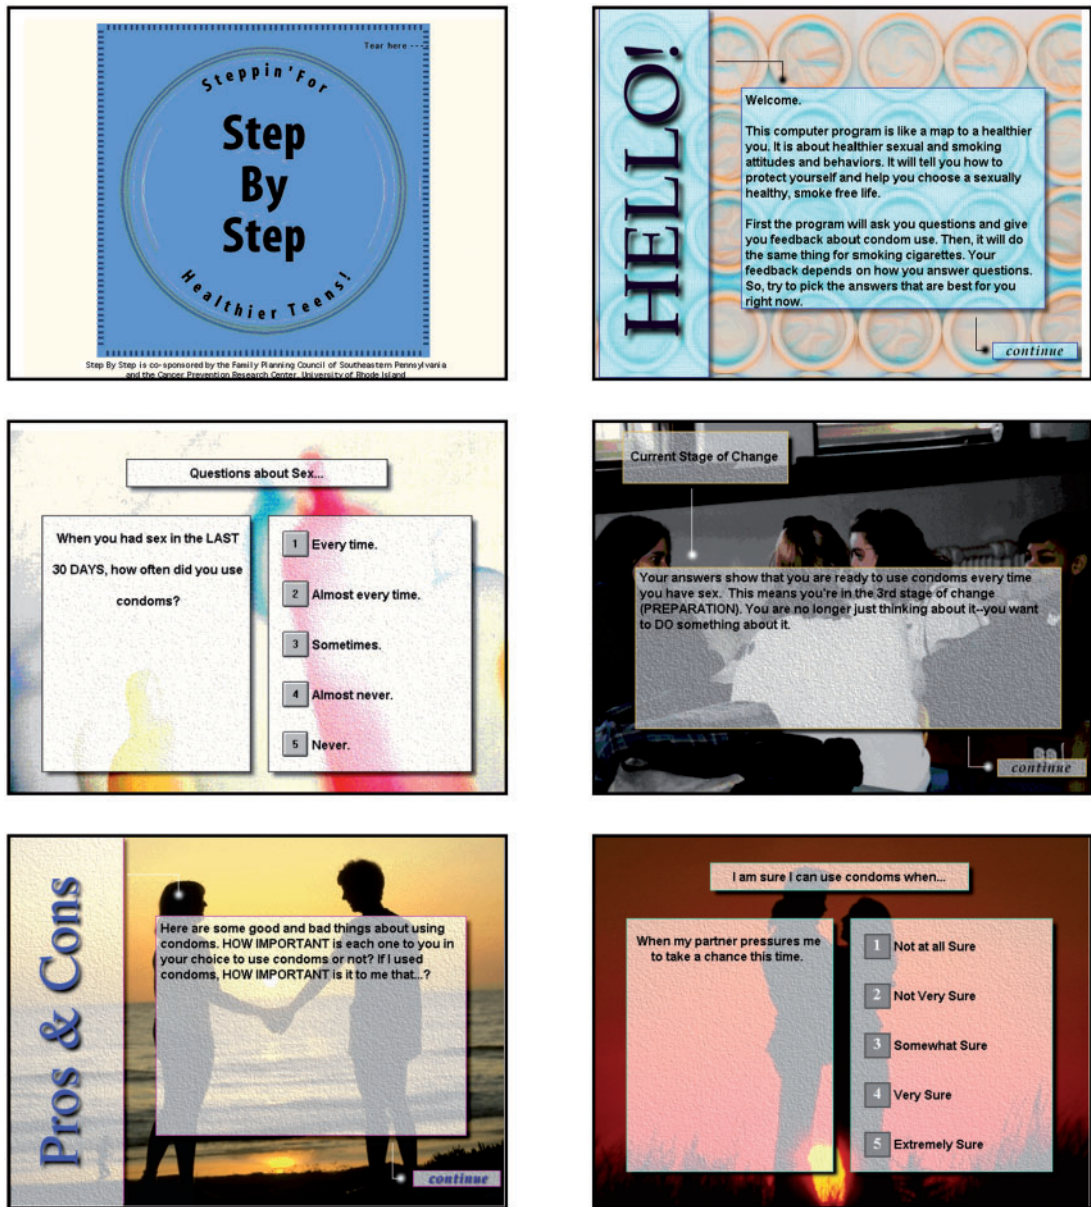 Tear here ---
Steppin' For
Step
By
Step
Healthier Teens!
Step By Step is co-sponsored by the Family Planning Council of Southeastern Pennsylvania
and the Cancer Prevention Research Center, University of Rhode Island
HELLO!
Welcome.
This computer program is like a map to a healthier
you. It is about healthier sexual and smoking
attitudes and behaviors. It will tell you how to
protect yourself and help you choose a sexually
healthy, smoke free life.
First the program will ask you questions and give
you feedback about condom use. Then, it will do
the same thing for smoking cigarettes. Your
feedback depends on how you answer questions.
So, try to pick the answers that are best for you
right now.
continue
Questions about Sex...
When you had sex in the LAST
30 DAYS, how often did you use
condoms?
1 Every time.
2 Almost every time.
3 Sometimes.
4 Almost never.
5 Never.
Current Stage of Change
Your answers show that you are ready to use condoms every time
you have sex. This means you're in the 3rd stage of change
(PREPARATION). You are no longer just thinking about it--you want
to DO something about it.
continue
Pros & Cons
Here are some good and bad things about using
condoms. HOW IMPORTANT is each one to you in
your choice to use condoms or not? If I used
condoms, HOW IMPORTANT is it to me that...?
continue
I am sure I can use condoms when...
When my partner pressures me
to take a chance this time.
1 Not at all Sure
2 Not Very Sure
3 Somewhat Sure
4 Very Sure
5 Extremely Sure